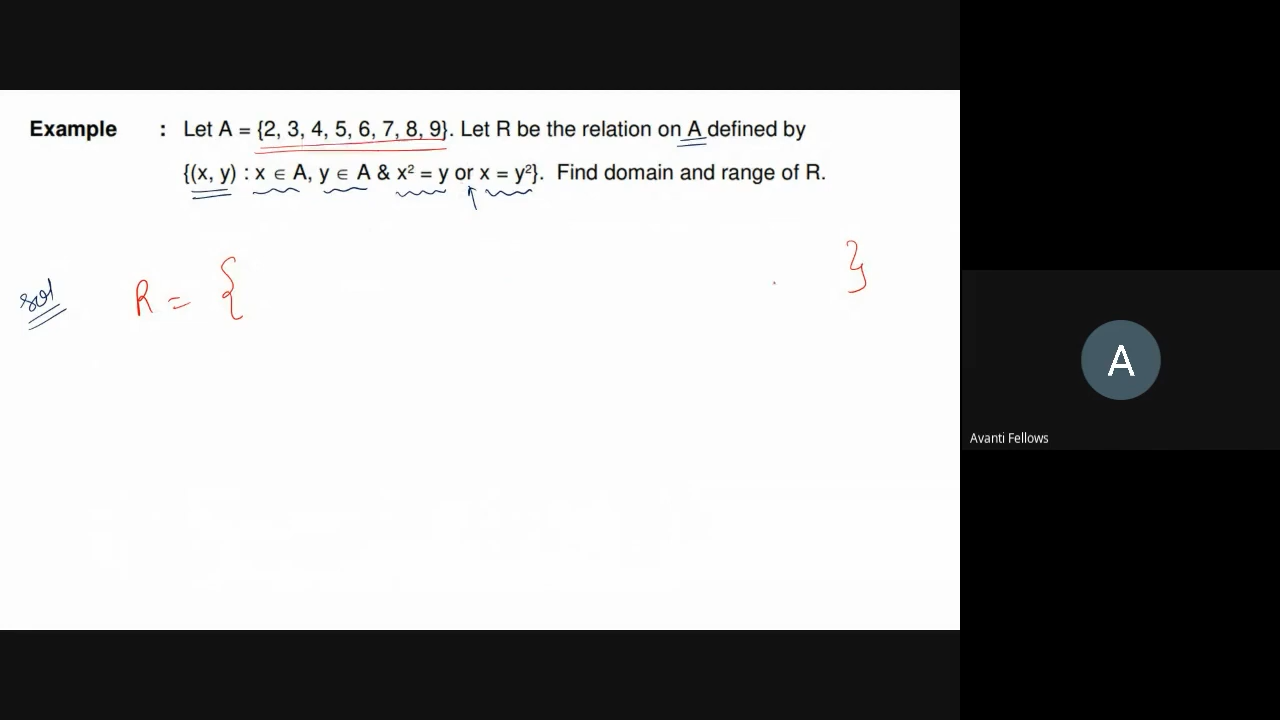 Example : Let A = {2, 3, 4, 5, 6, 7, 8, 9}. Let R be the relation on A defined by
{(x, y) : x ∈ A, y ∈ A & x² = y or x = y²}. Find domain and range of R.
sol R = { }
A
Avanti Fellows